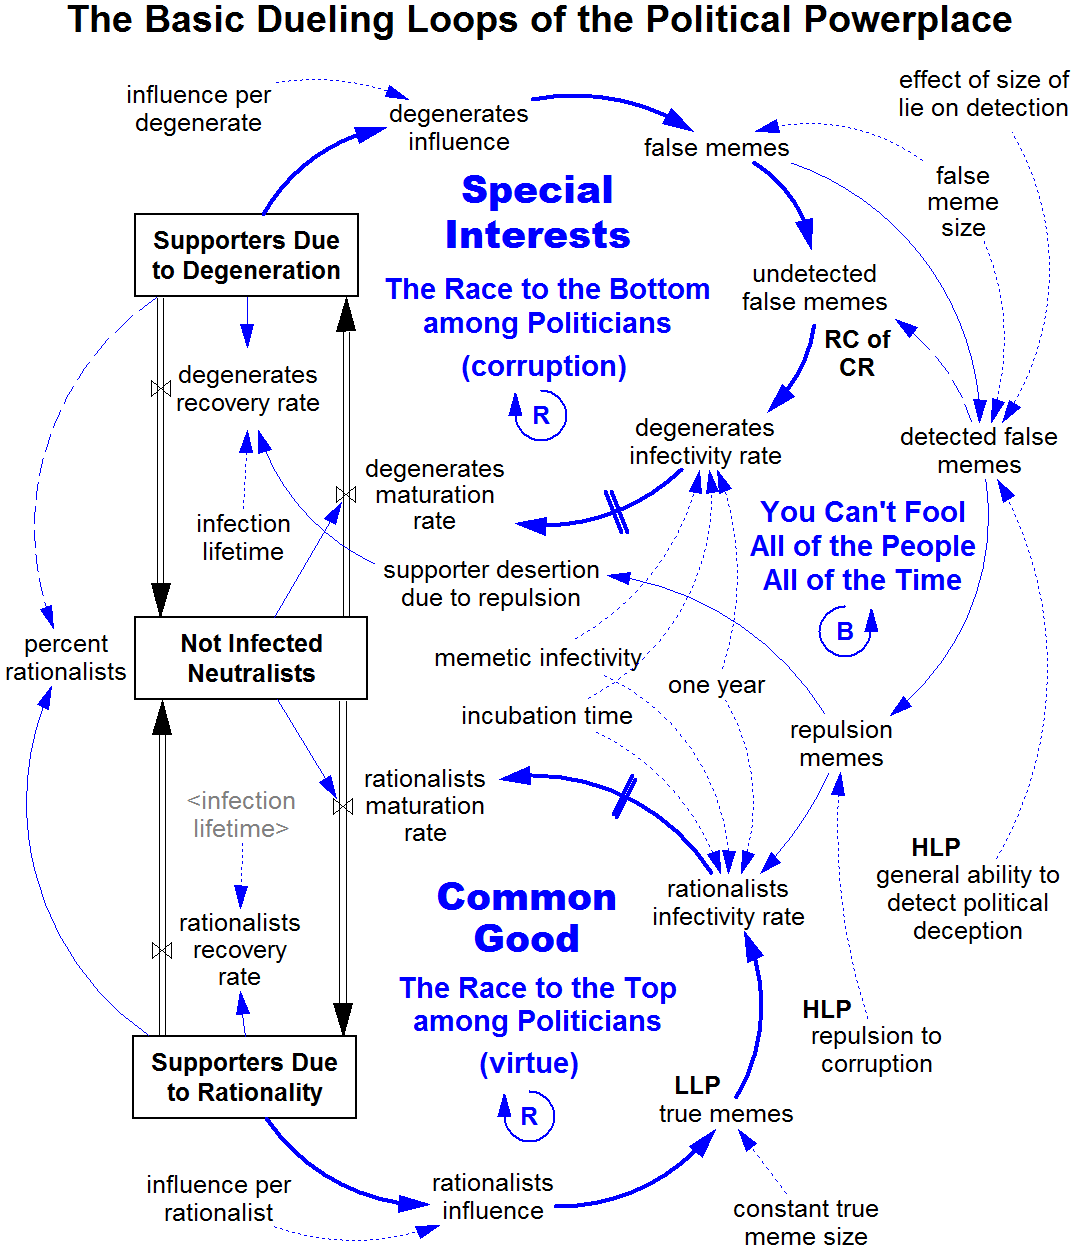 The Basic Dueling Loops of the Political Powerplace
influence per
degenerate
degenerates
influence
false memes
effect of size of
lie on detection
false
meme
size
Special
Interests
The Race to the Bottom
among Politicians
(corruption)
R
Supporters Due
to Degeneration
undetected
false memes
RC of
CR
degenerates
recovery rate
degenerates
infectivity rate
detected false
memes
degenerates
maturation
rate
infection
lifetime
You Can't Fool
All of the People
All of the Time
B
supporter desertion
due to repulsion
percent
rationalists
Not Infected
Neutralists
memetic infectivity
one year
incubation time
repulsion
memes
rationalists
maturation
rate
<infection
lifetime>
HLP
general ability to
detect political
deception
rationalists
infectivity rate
Common
Good
The Race to the Top
among Politicians
(virtue)
R
rationalists
recovery
rate
HLP
repulsion to
corruption
Supporters Due
to Rationality
LLP
true memes
influence per
rationalist
rationalists
influence
constant true
meme size